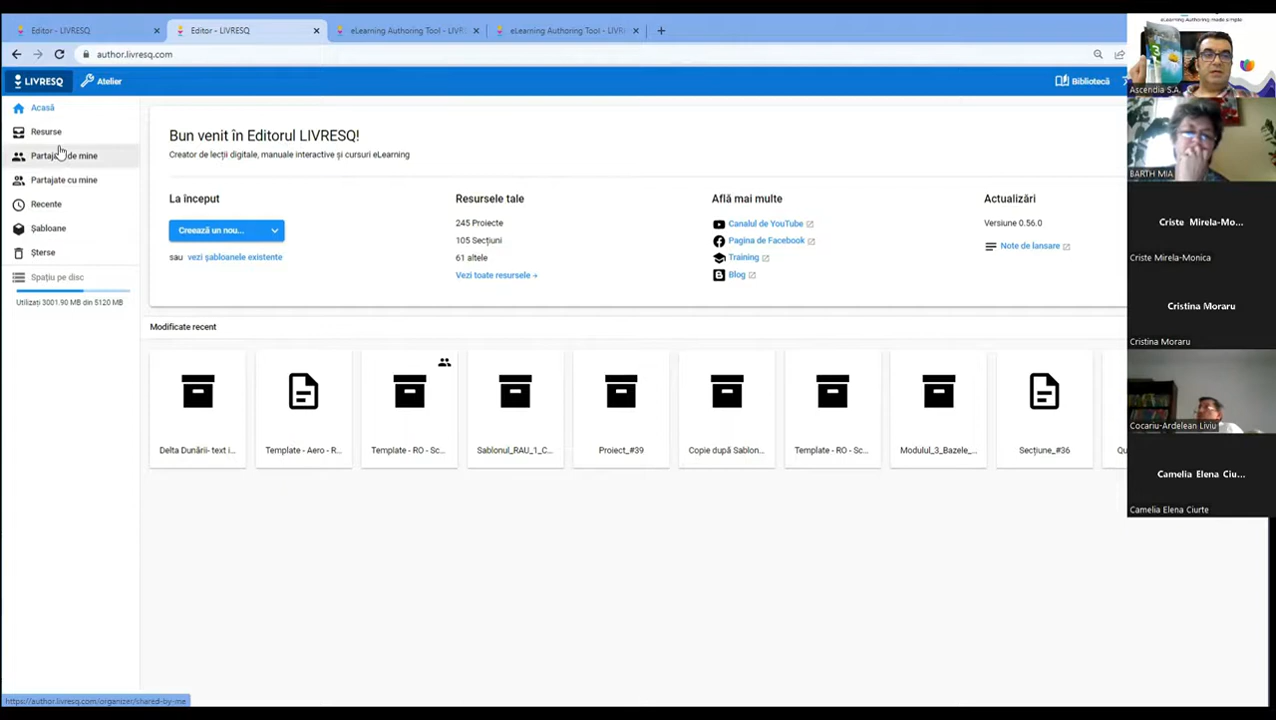 Editor - LIVRESQ
Editor - LIVRESQ
eLearning Authoring Tool - LIVR
eLearning Authoring Tool - LIVRE
author.livresq.com
LIVRESQ
Atelier
Bibliotecă
Acasă
Resurse
Partajate de mine
Partajate cu mine
Recente
Șabloane
Șterse
Spațiu pe disc
Utilizați 3001.90 MB din 5120 MB
Bun venit în Editorul LIVRESQ!
Creator de lecții digitale, manuale interactive și cursuri eLearning
La început
Creează un nou...
sau vezi șabloanele existente
Resursele tale
245 Proiecte
105 Secțiuni
61 altele
Vezi toate resursele →
Află mai multe
Canalul de YouTube
Pagina de Facebook
Training
Blog
Actualizări
Versiune 0.56.0
Note de lansare
Modificate recent
Delta Dunării- text i...
Template - Aero - R...
Template - RO - Sc...
Sablonul_RAU_1_C...
Proiect_#39
Copie după Sablon...
Template - RO - Sc...
Modulul_3_Bazele_...
Secțiune_#36
Qu
https://author.livresq.com/organizer/shared-by-me
eLearning Authoring, made simple
3
Ascendia S.A.
BARTH MIA
Criste Mirela-Mo...
Criste Mirela-Monica
Cristina Moraru
Cristina Moraru
Cocariu-Ardelean Liviu
Camelia Elena Ciu...
Camelia Elena Ciurte